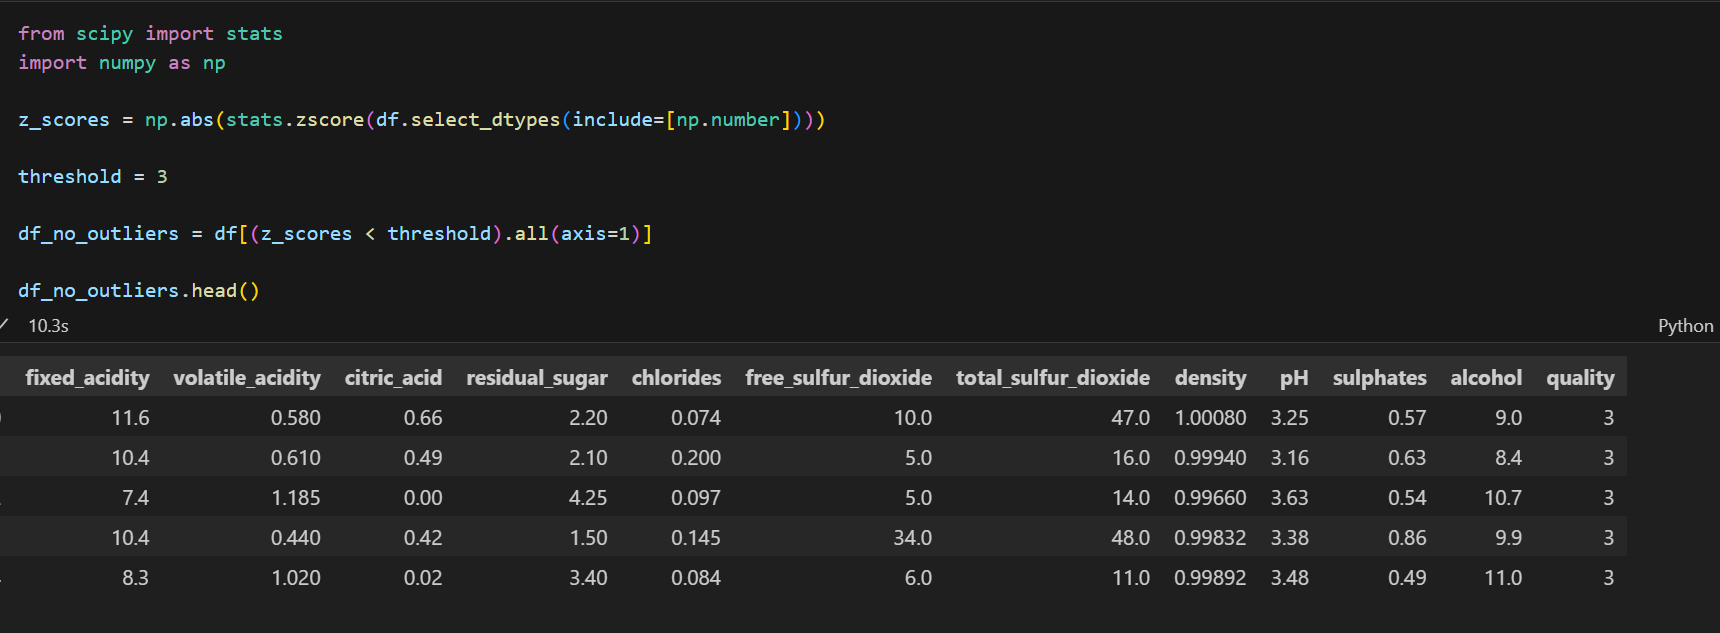 from scipy import stats
import numpy as np
z_scores = np.abs(stats.zscore(df.select_dtypes(include=[np.number])))
threshold = 3
df_no_outliers = df[(z_scores < threshold).all(axis=1)]
df_no_outliers.head()
10.3s Python
fixed_acidity volatile_acidity citric_acid residual_sugar chlorides free_sulfur_dioxide total_sulfur_dioxide density pH sulphates alcohol quality
11.6 0.580 0.66 2.20 0.074 10.0 47.0 1.00080 3.25 0.57 9.0 3
10.4 0.610 0.49 2.10 0.200 5.0 16.0 0.99940 3.16 0.63 8.4 3
7.4 1.185 0.00 4.25 0.097 5.0 14.0 0.99660 3.63 0.54 10.7 3
10.4 0.440 0.42 1.50 0.145 34.0 48.0 0.99832 3.38 0.86 9.9 3
8.3 1.020 0.02 3.40 0.084 6.0 11.0 0.99892 3.48 0.49 11.0 3